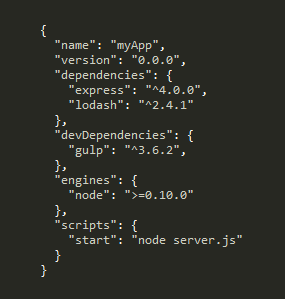 {
"name": "myApp",
"version": "0.0.0",
"dependencies": {
"express": "^4.0.0",
"lodash": "^2.4.1"
},
"devDependencies": {
"gulp": "^3.6.2",
},
"engines": {
"node": ">=0.10.0"
},
"scripts": {
"start": "node server.js"
}
}